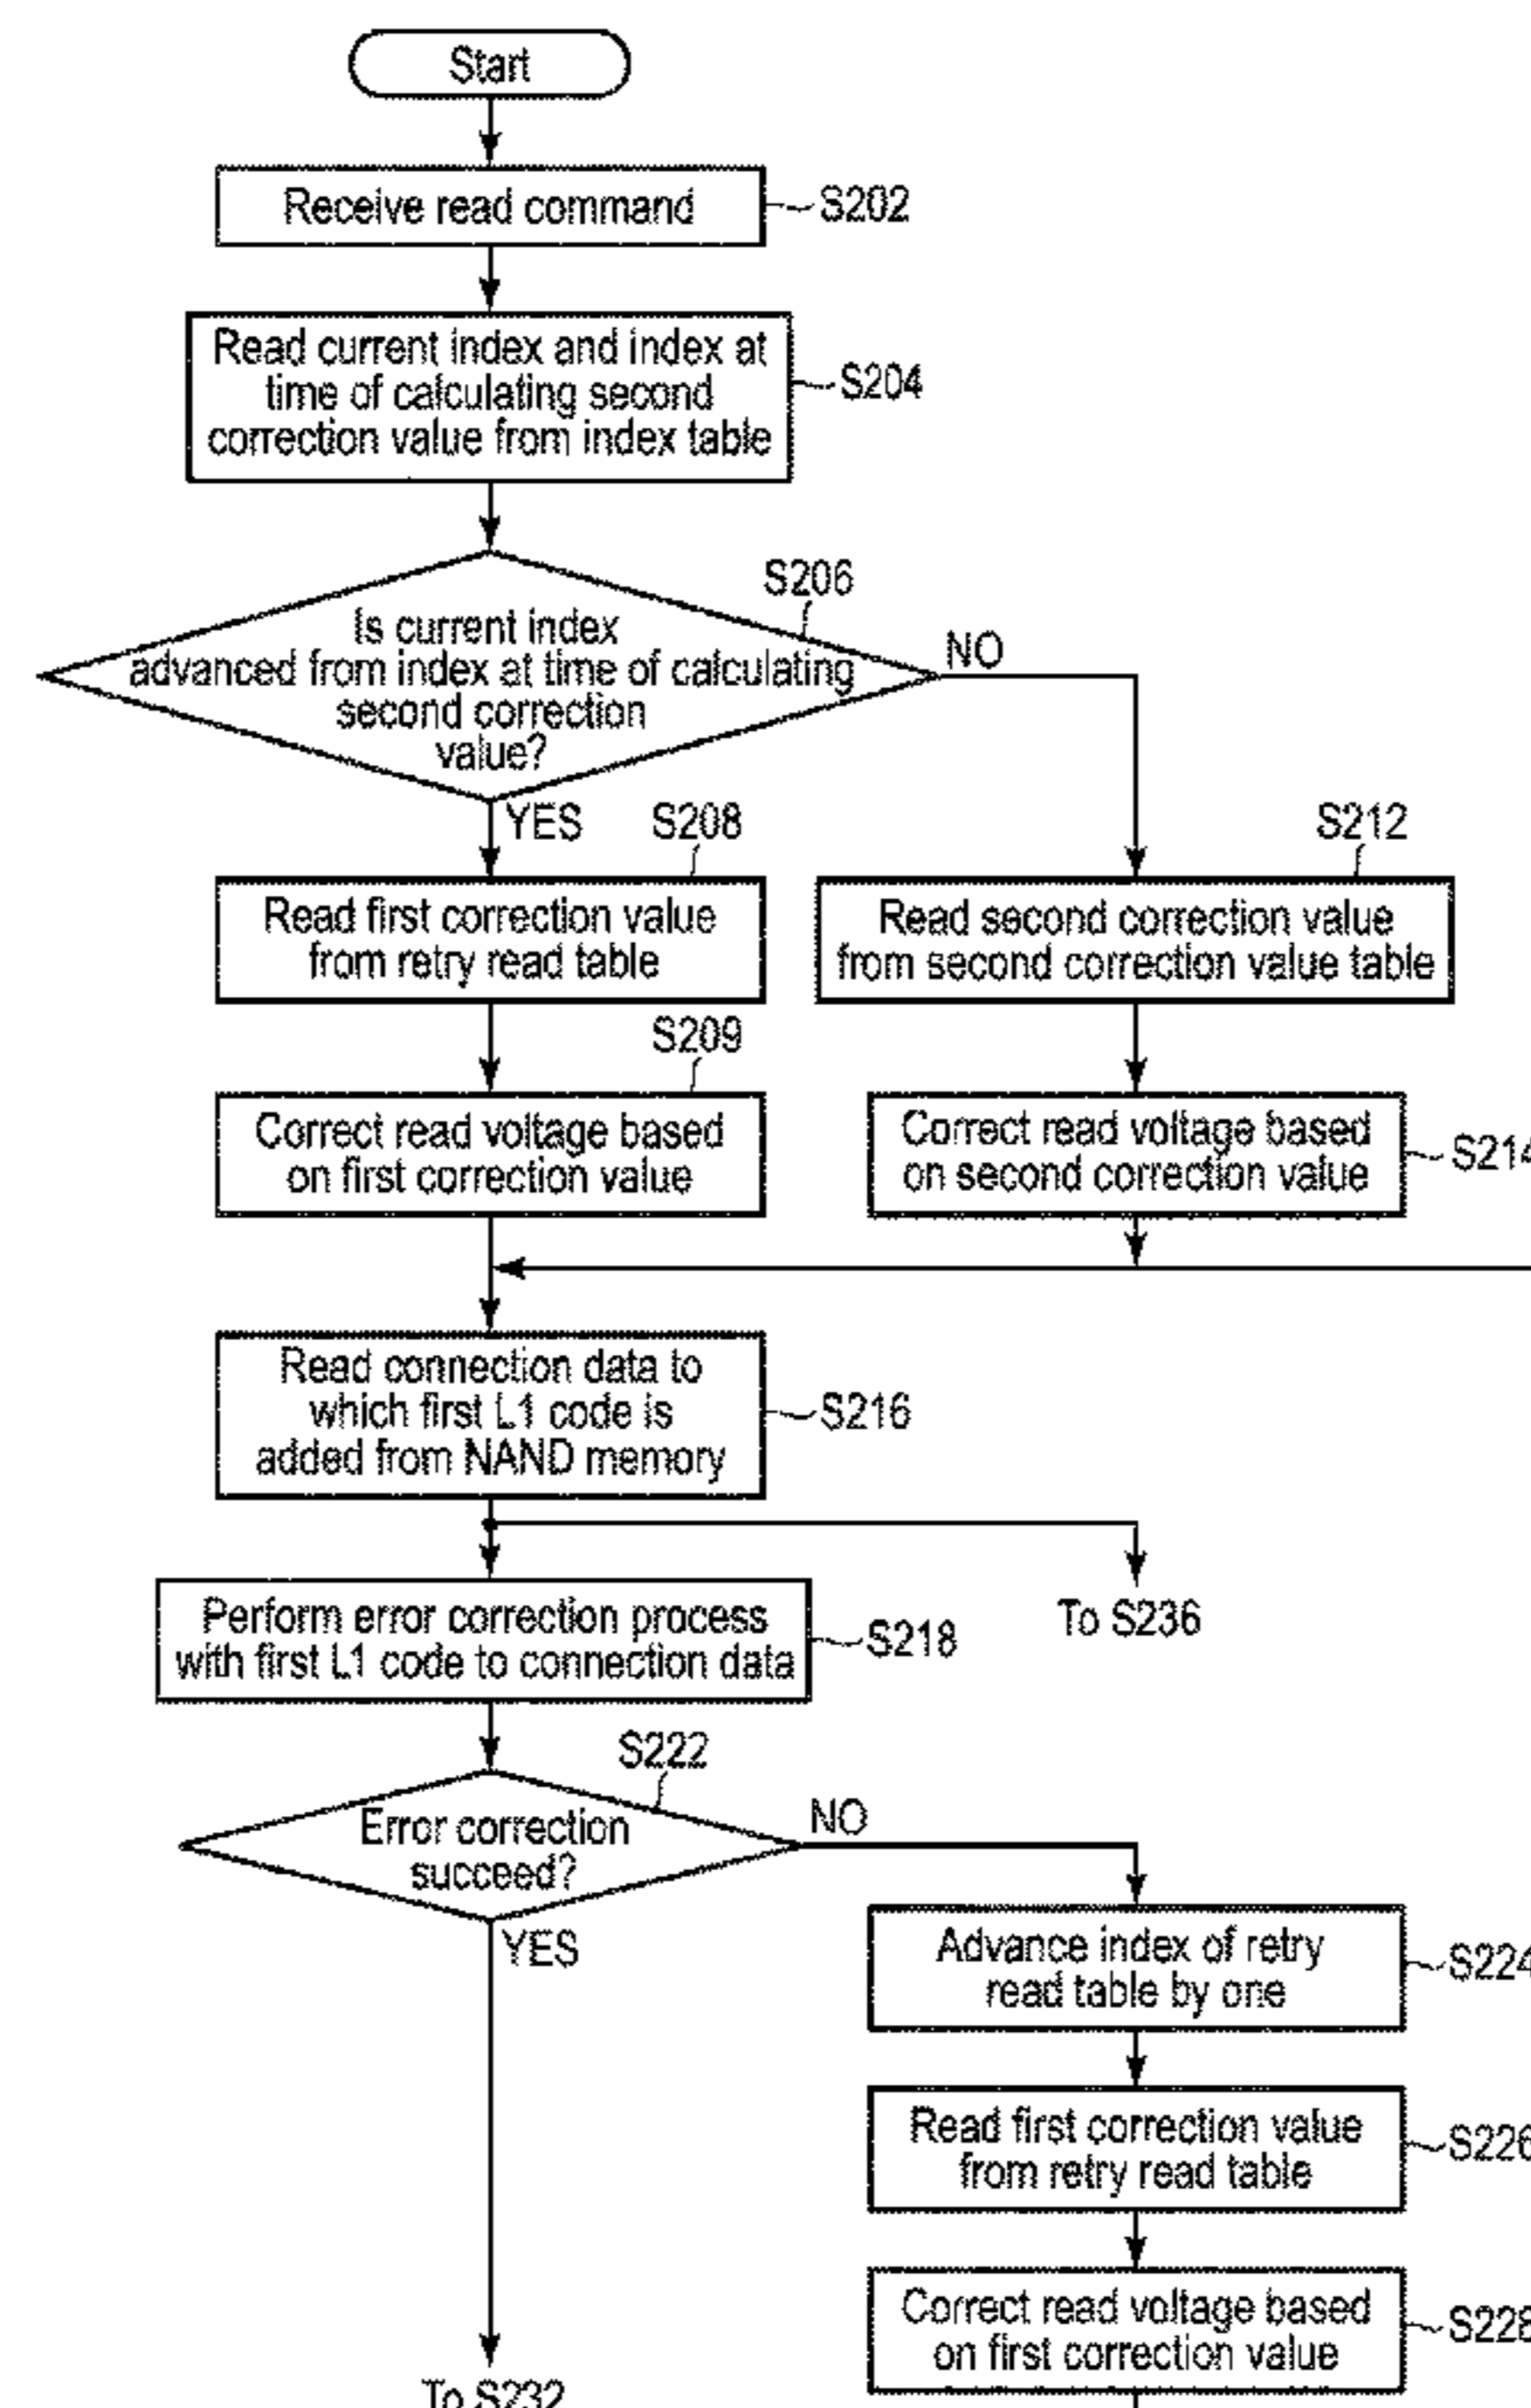 Start
Receive read command
S202
Read current index and index at
time of calculating second
correction value from index table
S204
S206
Is current index
advanced from index at time of calculating
second correction
value?
NO
YES
S208
Read first correction value
from retry read table
S212
Read second correction value
from second correction value table
S209
Correct read voltage based
on first correction value
Correct read voltage based
on second correction value
S214
Read connection data to
which first L1 code is
added from NAND memory
S216
To S236
Perform error correction process
with first L1 code to connection data
S218
S222
Error correction
succeed?
NO
YES
Advance index of retry
read table by one
S224
Read first correction value
from retry read table
S226
Correct read voltage based
on first correction value
S228
To S232